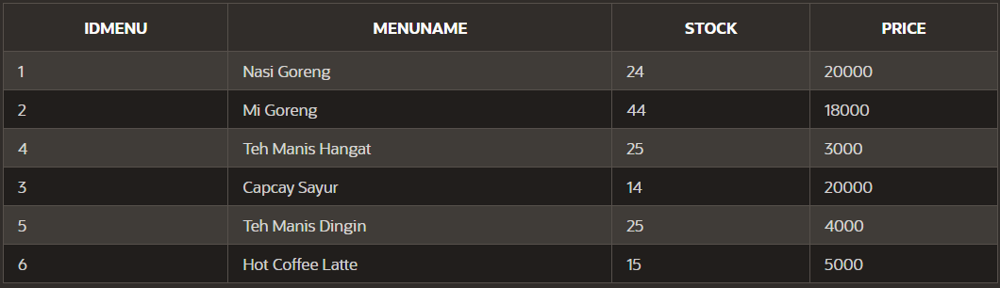 IDMENU MENUNAME STOCK PRICE
1 Nasi Goreng 24 20000
2 Mi Goreng 44 18000
4 Teh Manis Hangat 25 3000
3 Capcay Sayur 14 20000
5 Teh Manis Dingin 25 4000
6 Hot Coffee Latte 15 5000